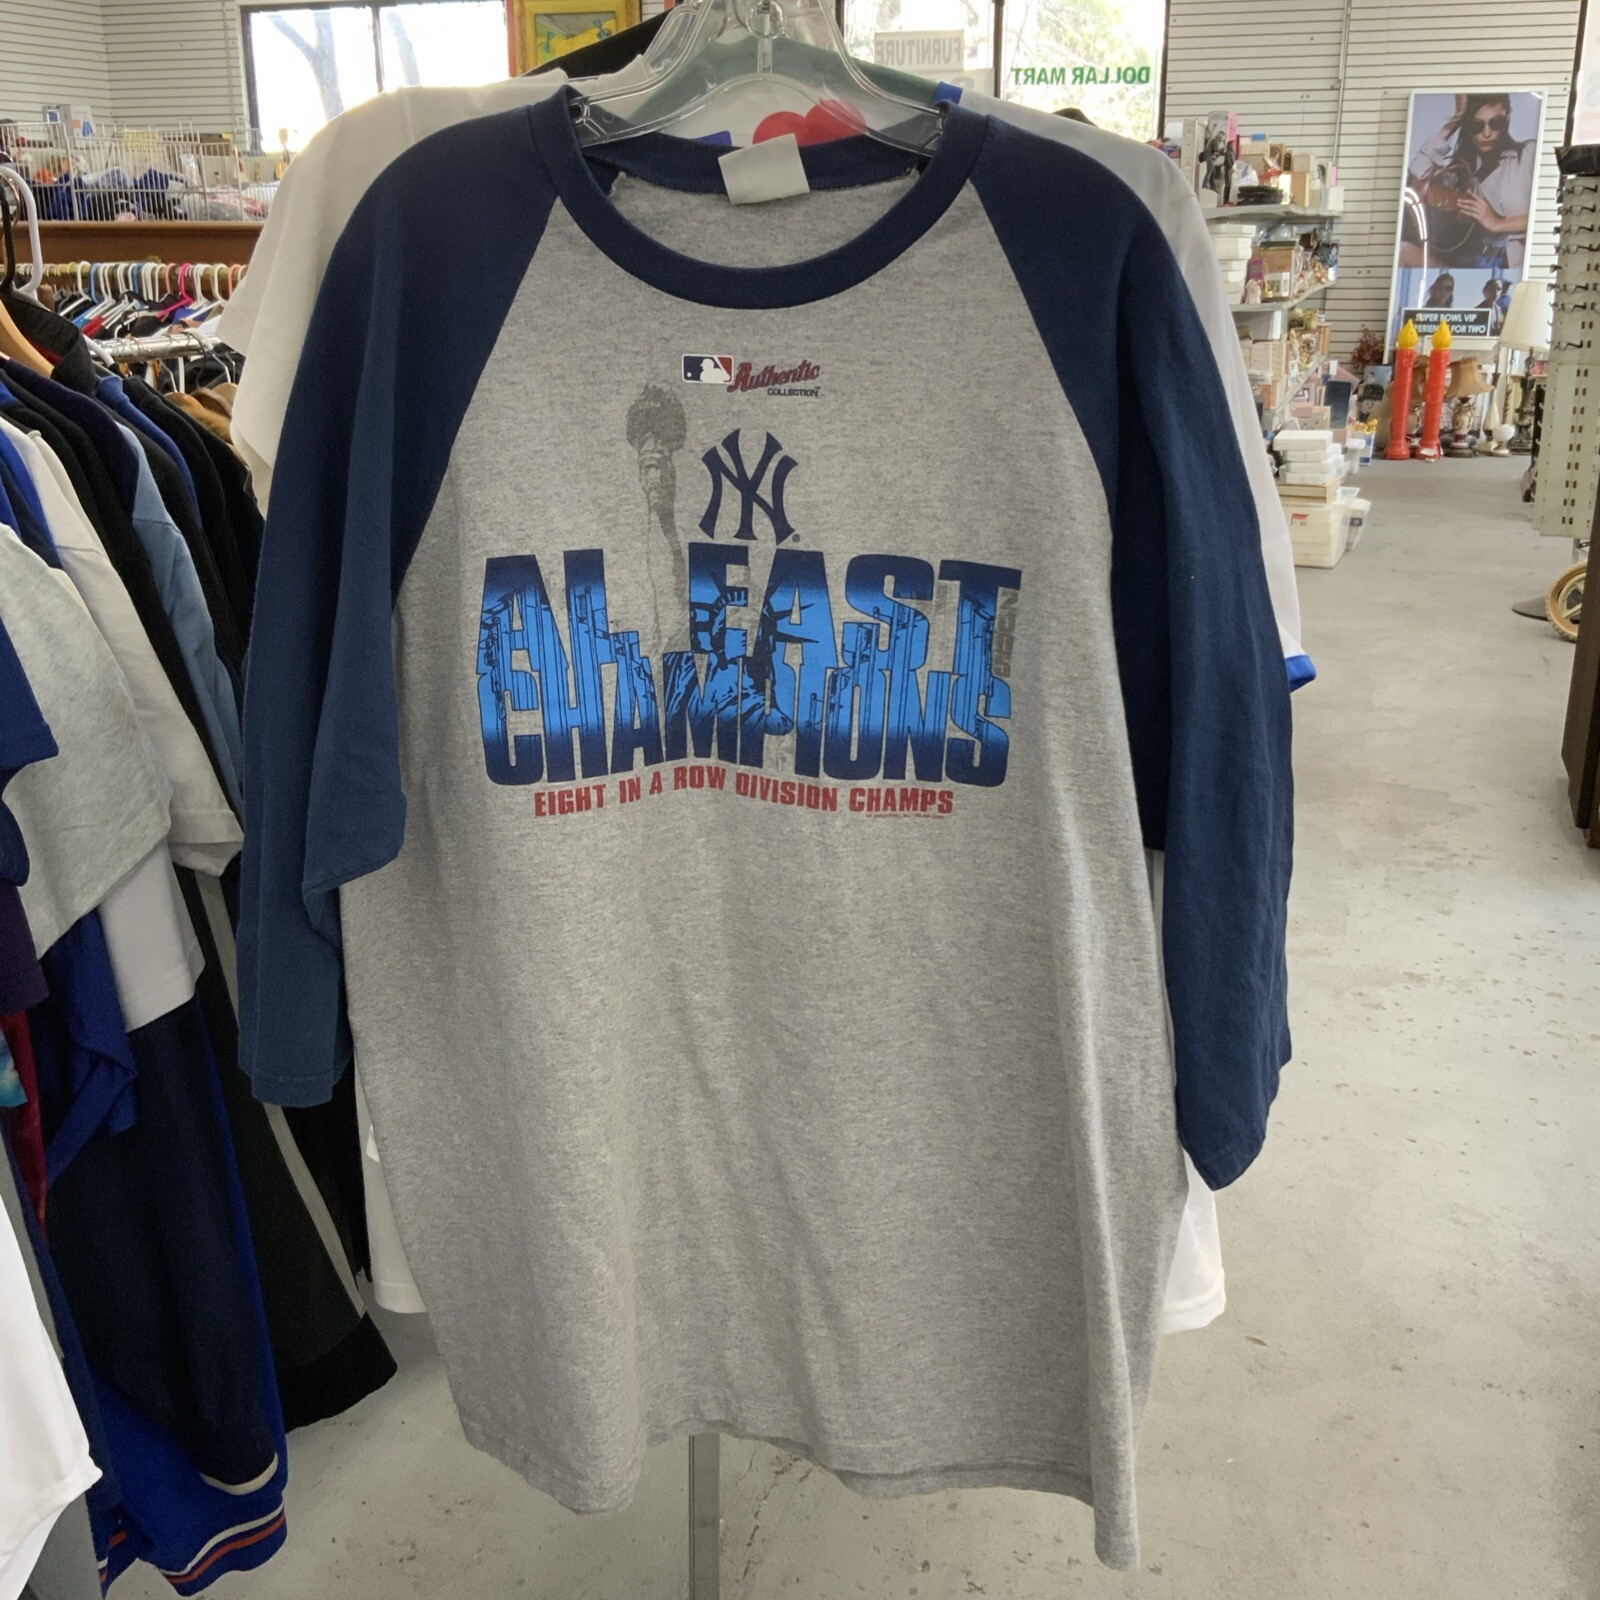 FURNITURE
DOLLAR MART
SUPER BOWL VIP
EXPERIENCE FOR TWO
Authentic
COLLECTION
NY
AL EAST
CHAMPIONS
EIGHT IN A ROW DIVISION CHAMPS